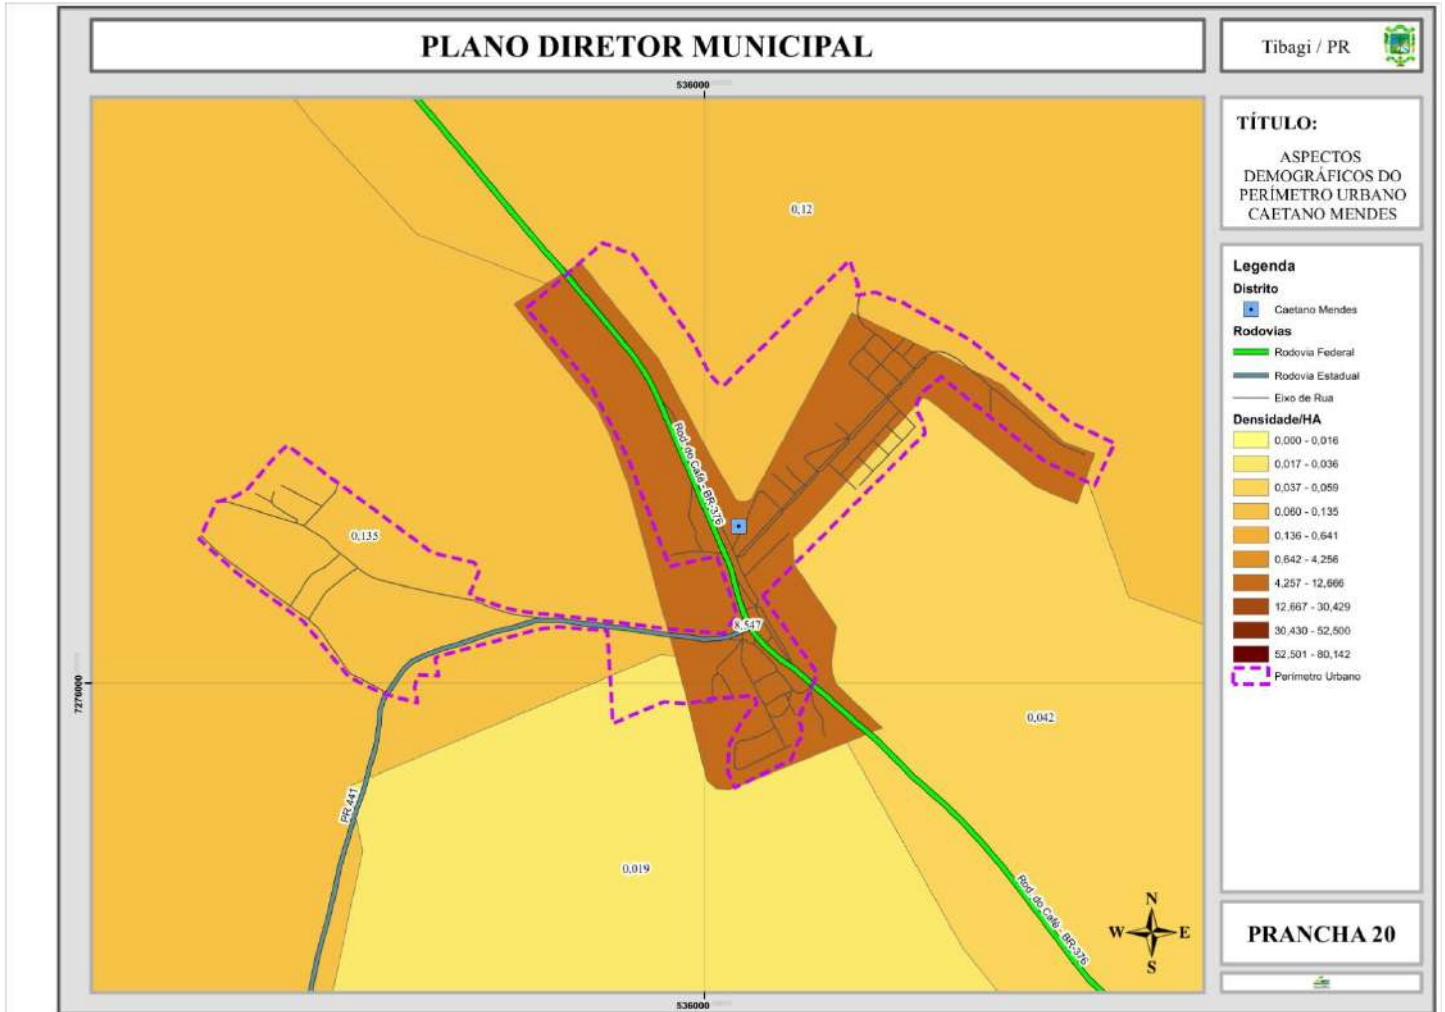 PLANO DIRETOR MUNICIPAL
Tibagi / PR
TÍTULO:
ASPECTOS
DEMOGRÁFICOS DO
PERÍMETRO URBANO
CAETANO MENDES
Legenda
Distrito
Caetano Mendes
Rodovias
Rodovia Federal
Rodovia Estadual
Eixo de Rua
Densidade/HA
0,000 - 0,016
0,017 - 0,036
0,037 - 0,059
0,060 - 0,135
0,136 - 0,641
0,642 - 4,256
4,257 - 12,666
12,667 - 30,429
30,430 - 52,500
52,501 - 80,142
Perímetro Urbano
PRANCHA 20
536000
0,12
Rod. do Café - BR-376
0,135
8,547
7276000
0,042
PR 441
0,019
Rod. do Café - BR-376
N
W
E
S
536000